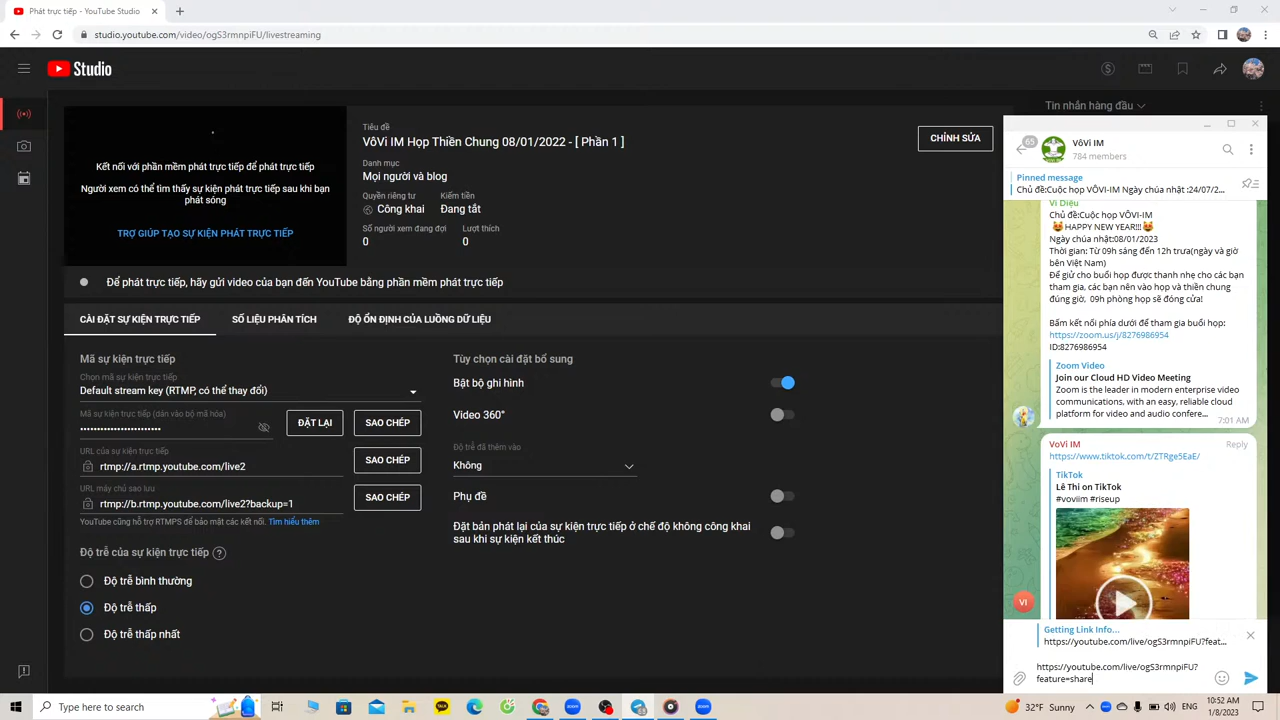 Phát trực tiếp - YouTube Studio
studio.youtube.com/video/ogS3rmnpiFU/livestreaming
Studio
Kết nối với phần mềm phát trực tiếp để phát trực tiếp
Người xem có thể tìm thấy sự kiện phát trực tiếp sau khi bạn
phát sóng
TRỢ GIÚP TẠO SỰ KIỆN PHÁT TRỰC TIẾP
Tiêu đề
VôVi IM Họp Thiền Chung 08/01/2022 - [ Phần 1 ]
Danh mục
Mọi người và blog
Quyền riêng tư
Kiếm tiền
Công khai
Đang tắt
Số người xem đang đợi
Lượt thích
0
0
CHỈNH SỬA
Tin nhắn hàng đầu
Để phát trực tiếp, hãy gửi video của bạn đến YouTube bằng phần mềm phát trực tiếp
CÀI ĐẶT SỰ KIỆN TRỰC TIẾP
SỐ LIỆU PHÂN TÍCH
ĐỘ ỔN ĐỊNH CỦA LUỒNG DỮ LIỆU
Mã sự kiện trực tiếp
Chọn mã sự kiện trực tiếp
Default stream key (RTMP, có thể thay đổi)
Mã sự kiện trực tiếp (dán vào bộ mã hóa)
•••••••••••••••••••••••
ĐẶT LẠI
SAO CHÉP
URL của sự kiện trực tiếp
rtmp://a.rtmp.youtube.com/live2
SAO CHÉP
URL máy chủ sao lưu
rtmp://b.rtmp.youtube.com/live2?backup=1
SAO CHÉP
YouTube cũng hỗ trợ RTMPS để bảo mật các kết nối. Tìm hiểu thêm
Độ trễ của sự kiện trực tiếp
Độ trễ bình thường
Độ trễ thấp
Độ trễ thấp nhất
Tùy chọn cài đặt bổ sung
Bật bộ ghi hình
Video 360°
Độ trễ đã thêm vào
Không
Phụ đề
Đặt bản phát lại của sự kiện trực tiếp ở chế độ không công khai
sau khi sự kiện kết thúc
65
VôVi IM
784 members
Pinned message
Chủ đề:Cuộc họp VÔVI-IM Ngày chúa nhật :24/07/2...
Vi Diệu
Chủ đề:Cuộc họp VÔVI-IM
HAPPY NEW YEAR!!!
Ngày chúa nhật:08/01/2023
Thời gian: Từ 09h sáng đến 12h trưa(ngày và giờ
bên Việt Nam)
Để giử cho buổi họp được thanh nhẹ cho các bạn
tham gia, các bạn nên vào họp và thiền chung
đúng giờ, 09h phòng họp sẽ đóng cửa!
Bấm kết nối phía dưới để tham gia buổi họp:
https://zoom.us/j/8276986954
ID:8276986954
Zoom Video
Join our Cloud HD Video Meeting
Zoom is the leader in modern enterprise video
communications, with an easy, reliable cloud
platform for video and audio confere...
7:01 AM
VoVi IM
Reply
https://www.tiktok.com/t/ZTRge5EaE/
TikTok
Lê Thi on TikTok
#voviim #riseup
VI
Getting Link Info...
https://youtube.com/live/ogS3rmnpiFU?feat...
https://youtube.com/live/ogS3rmnpiFU?
feature=share
Type here to search
32°F Sunny
10:52 AM
1/8/2023